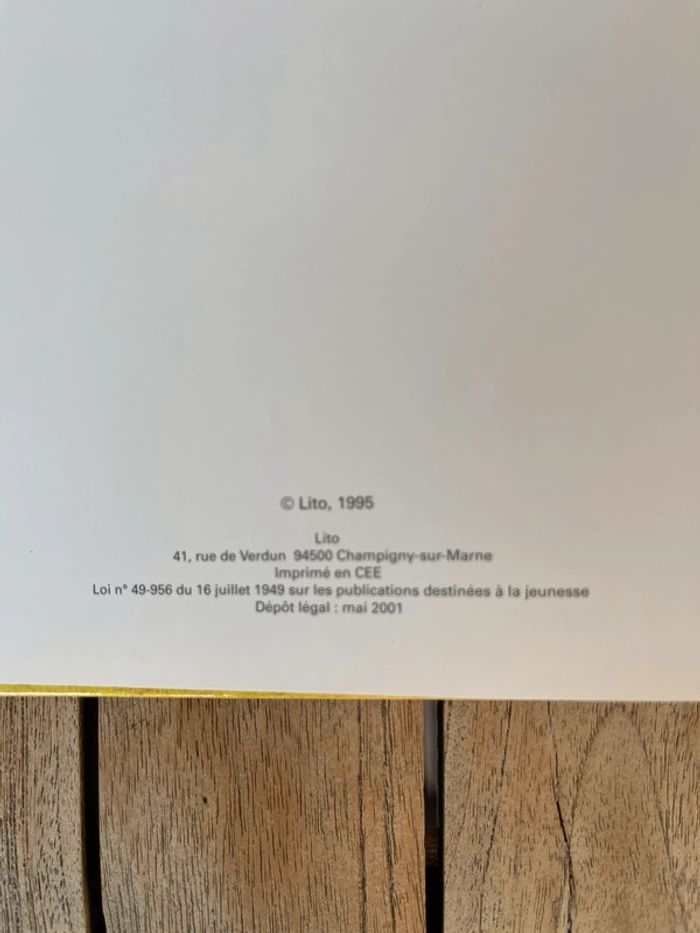 © Lito, 1995
Lito
41, rue de Verdun 94500 Champigny-sur-Marne
Imprimé en CEE
Loi n° 49-956 du 16 juillet 1949 sur les publications destinées à la jeunesse
Dépôt légal : mai 2001